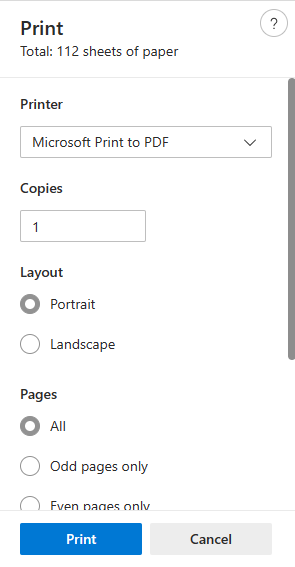 Print
?
Total: 112 sheets of paper
Printer
Microsoft Print to PDF
Copies
1
Layout
Portrait
Landscape
Pages
All
Odd pages only
Even pages only
Print
Cancel